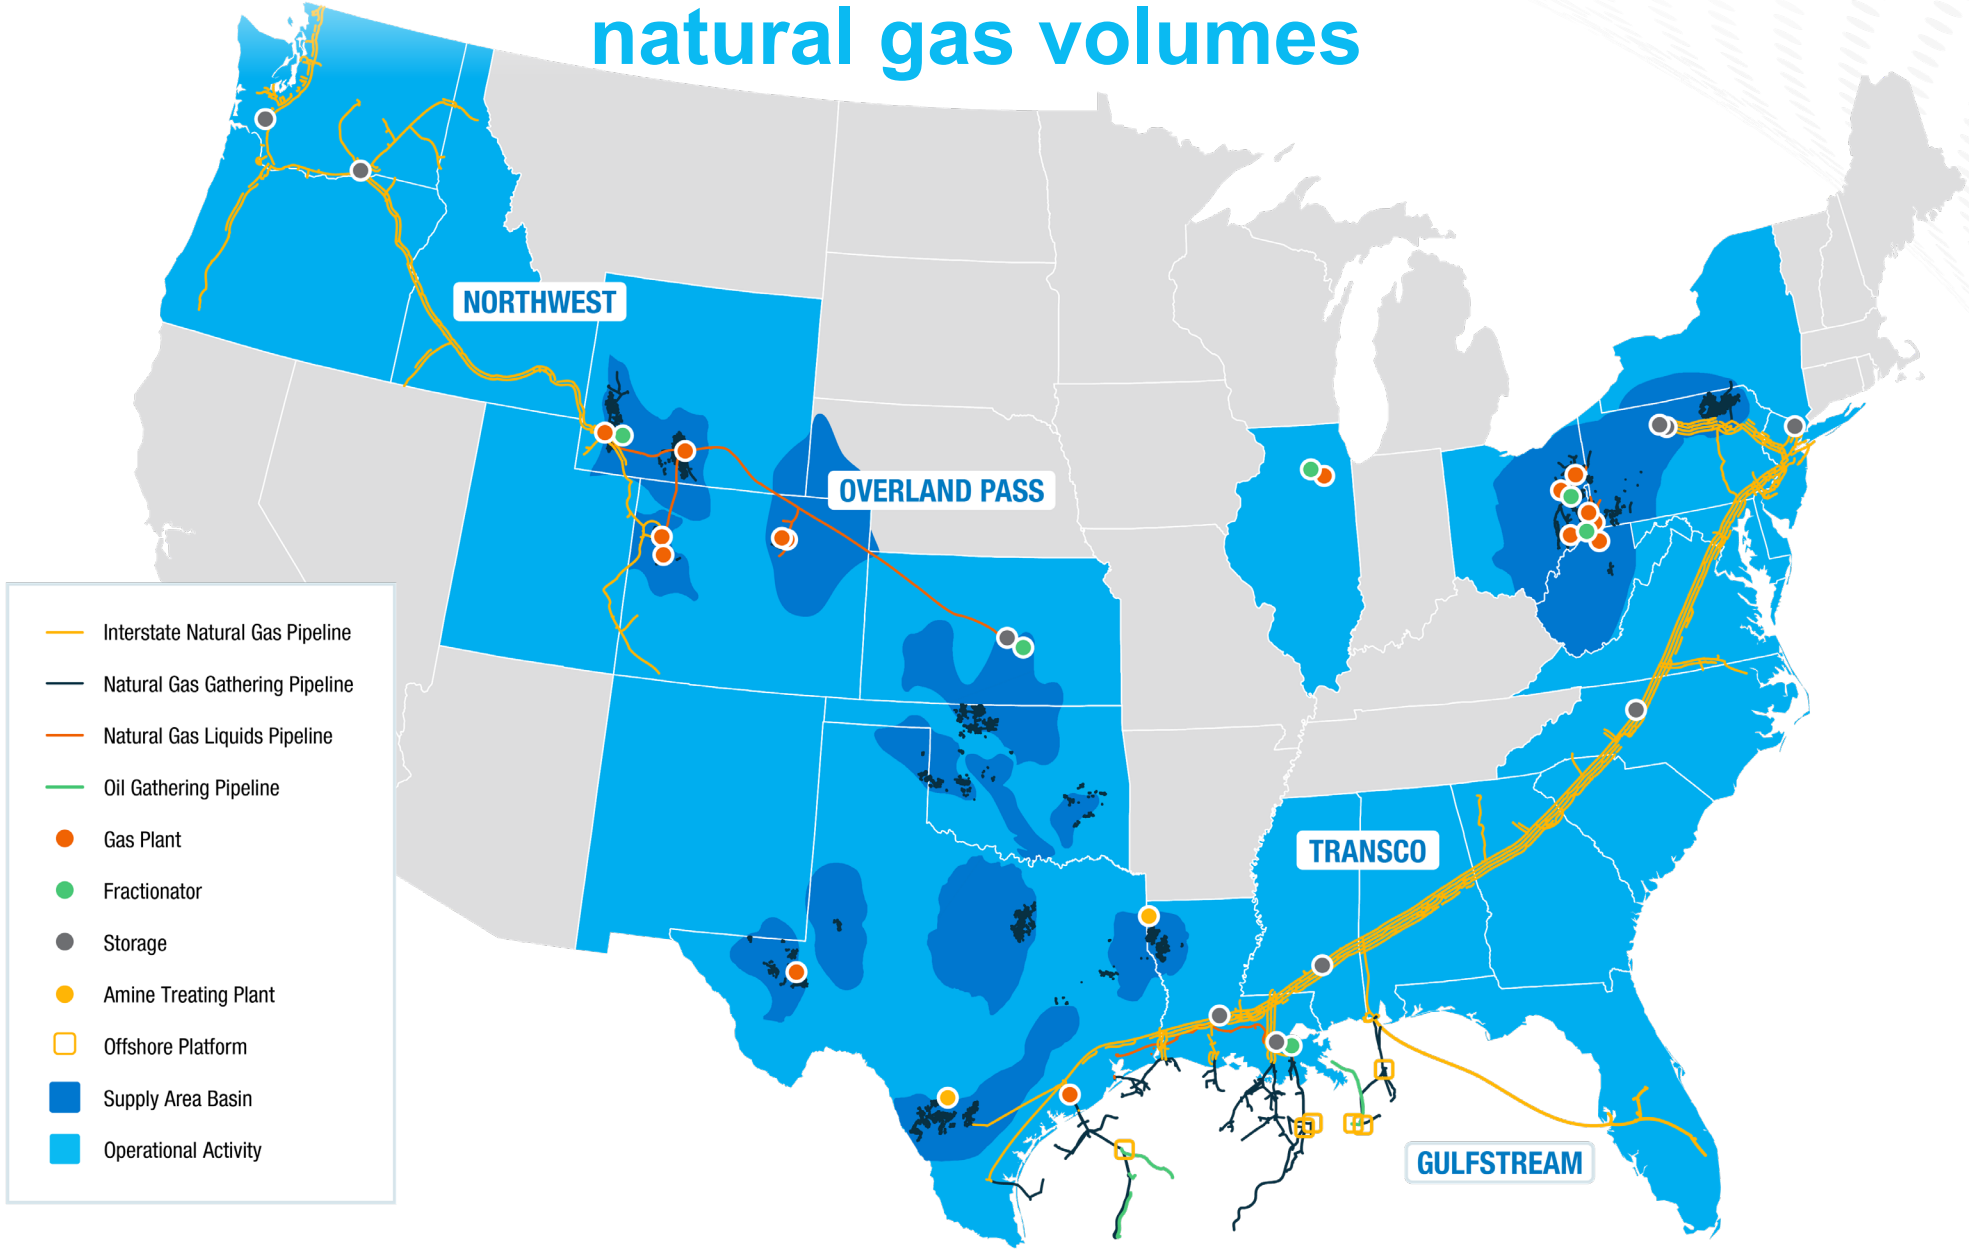 natural gas volumes
NORTHWEST
OVERLAND PASS
TRANSCO
GULFSTREAM
Interstate Natural Gas Pipeline
Natural Gas Gathering Pipeline
Natural Gas Liquids Pipeline
Oil Gathering Pipeline
Gas Plant
Fractionator
Storage
Amine Treating Plant
Offshore Platform
Supply Area Basin
Operational Activity